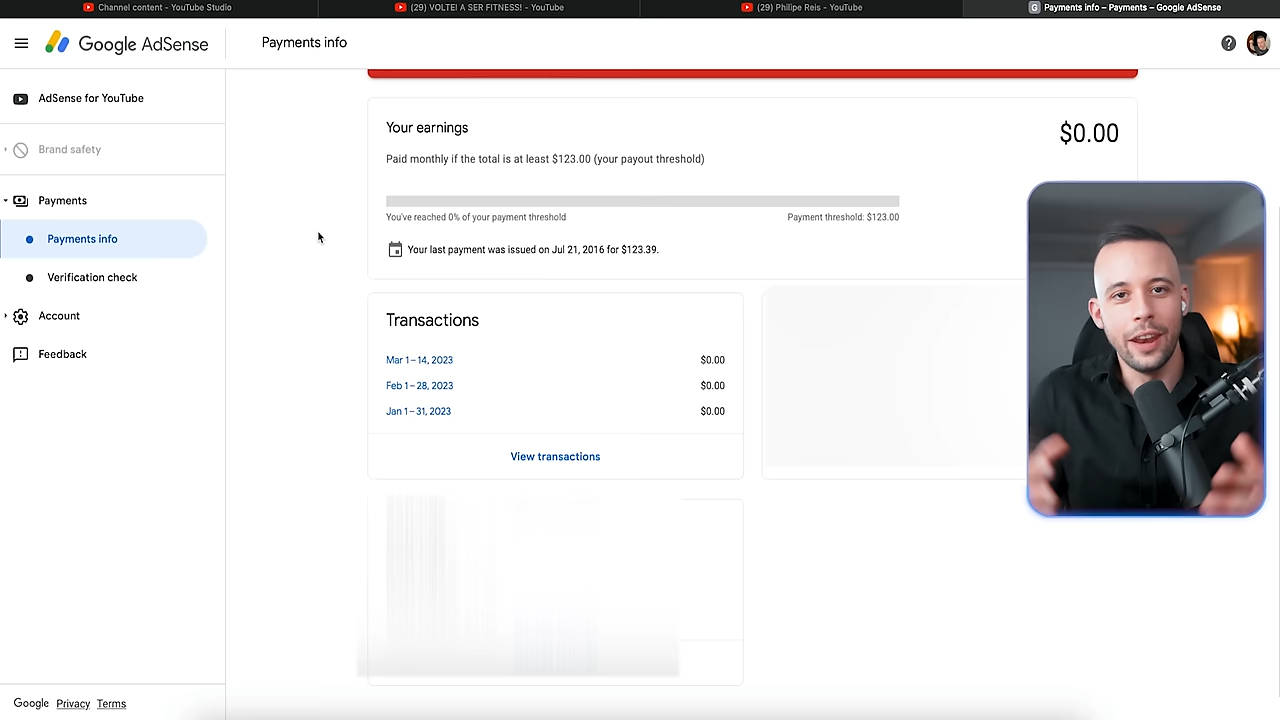 Channel content - YouTube Studio
(29) VOLTEI A SER FITNESS! - YouTube
(29) Philipe Reis - YouTube
G Payments info – Payments – Google AdSense
Google AdSense
Payments info
AdSense for YouTube
Brand safety
Payments
Payments info
Verification check
Account
Feedback
Your earnings
$0.00
Paid monthly if the total is at least $123.00 (your payout threshold)
You've reached 0% of your payment threshold
Payment threshold: $123.00
Your last payment was issued on Jul 21, 2016 for $123.39.
Transactions
Mar 1 – 14, 2023 $0.00
Feb 1 – 28, 2023 $0.00
Jan 1 – 31, 2023 $0.00
View transactions
Google Privacy Terms